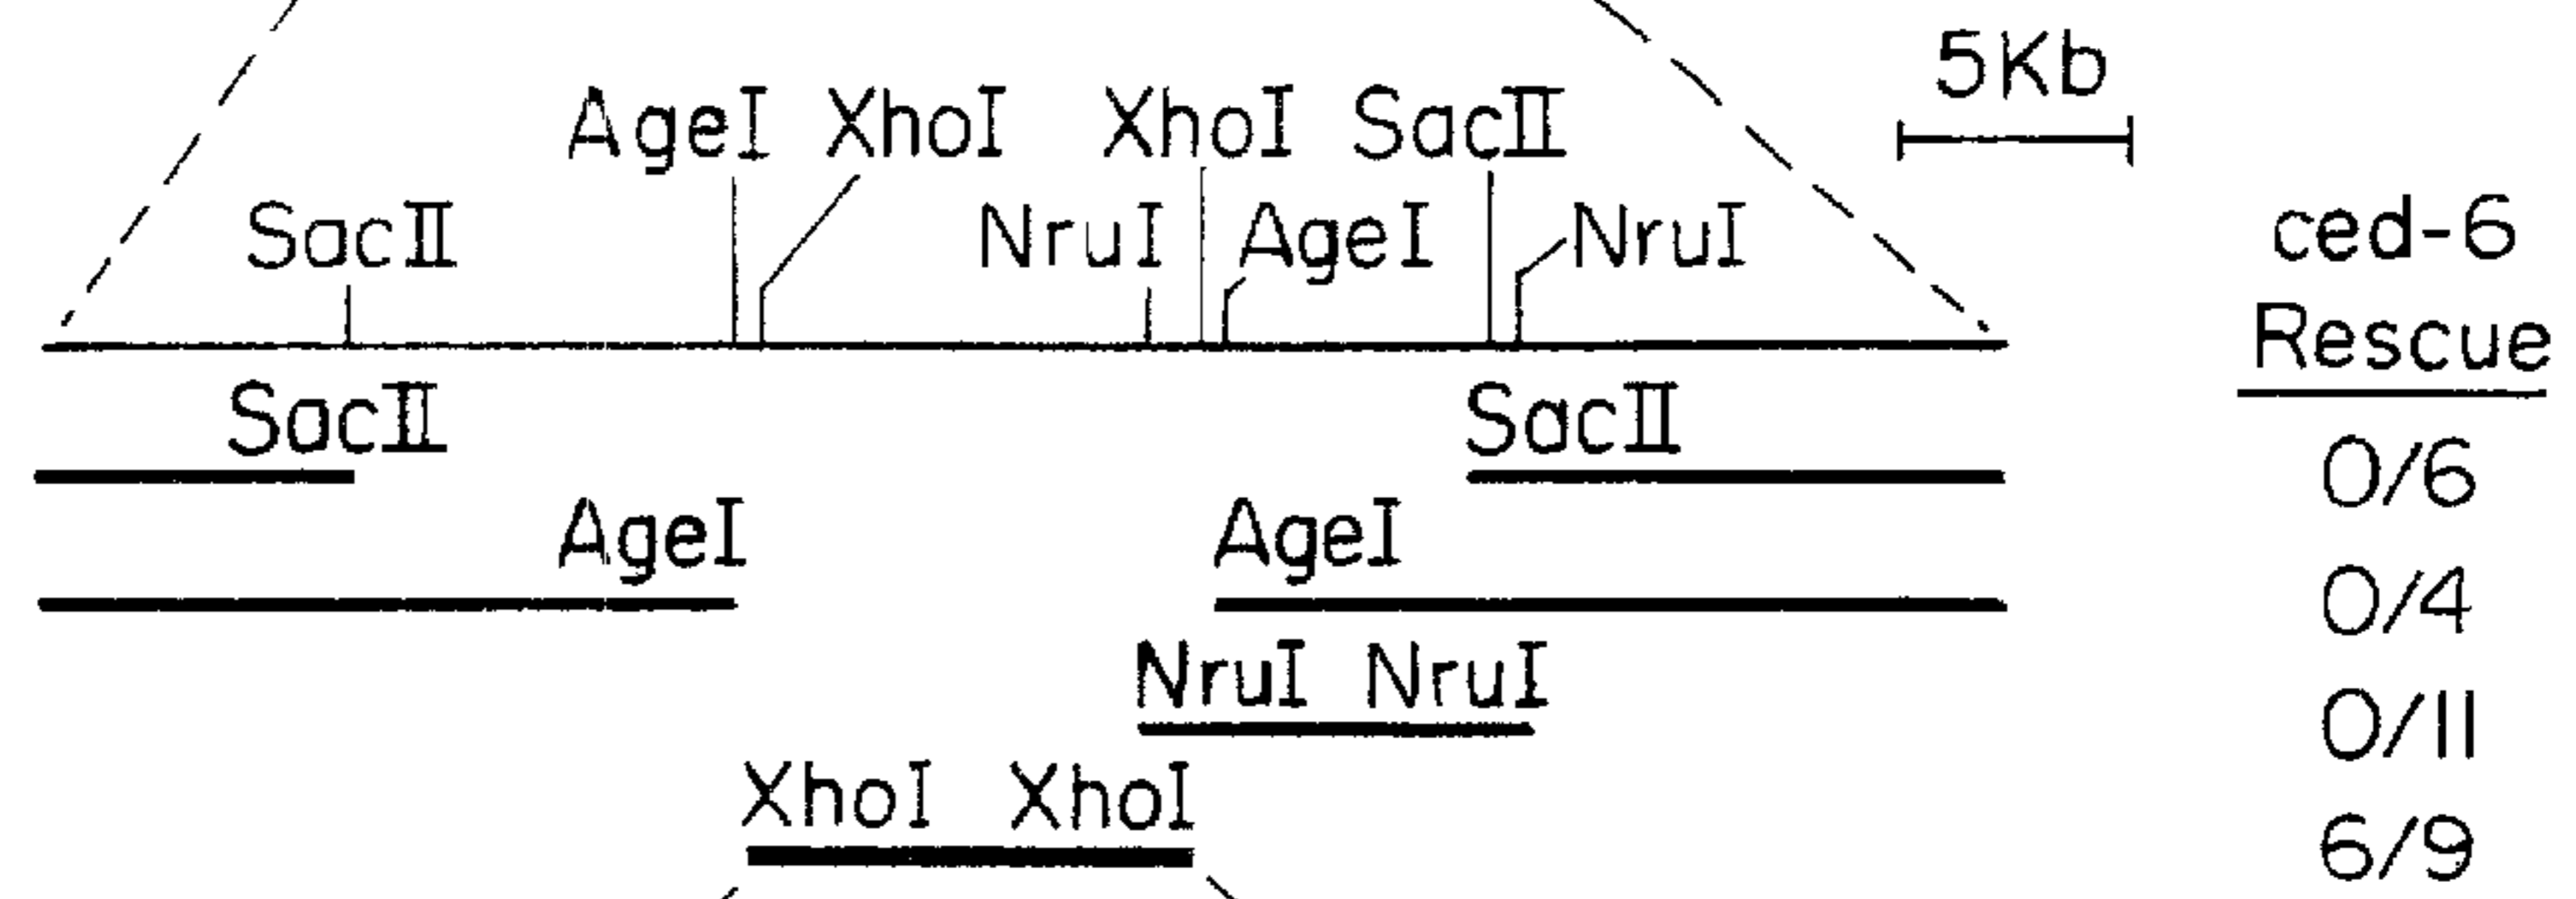 5Kb
AgeI XhoI XhoI SacII
SacII NruI AgeI NruI
ced-6
Rescue
SacII SacII
0/6
AgeI AgeI
0/4
NruI NruI
0/11
XhoI XhoI
6/9